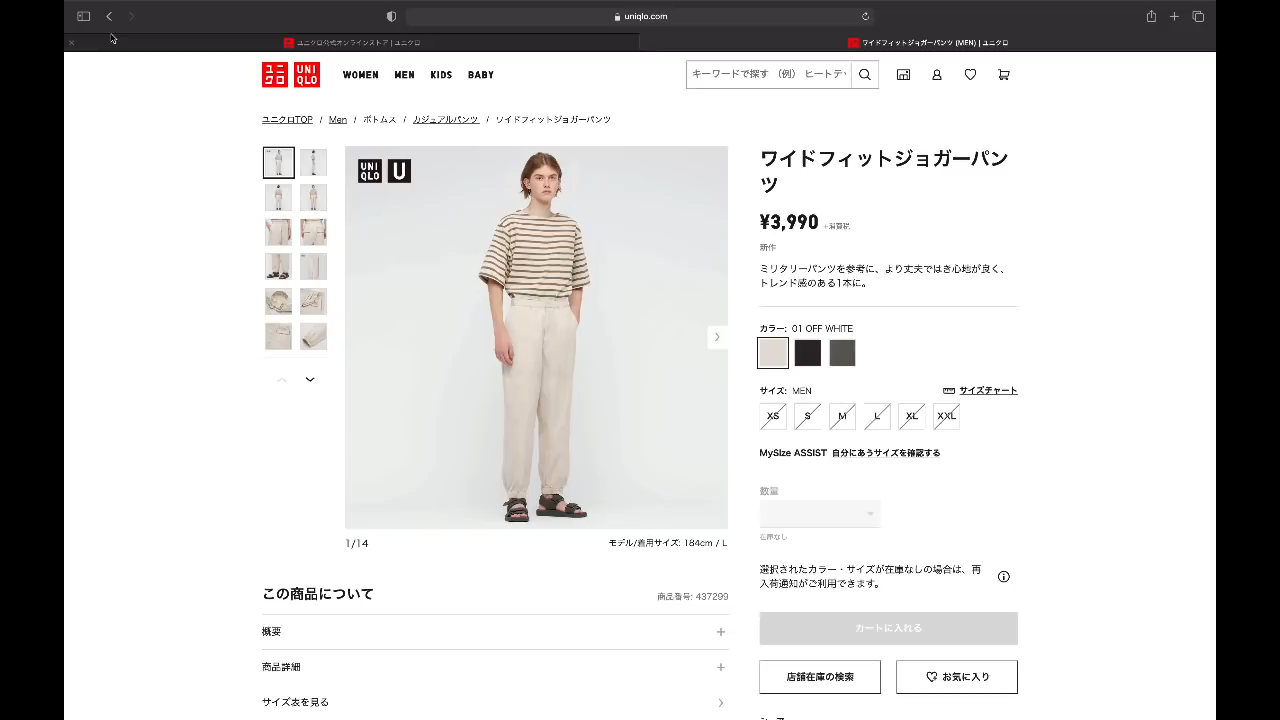 uniqlo.com
ユニクロ公式オンラインストア | ユニクロ
ワイドフィットジョガーパンツ (MEN) | ユニクロ
ユニクロ
UNI QLO
WOMEN MEN KIDS BABY
キーワードで探す （例） ヒートテッ
ユニクロTOP / Men / ボトムス / カジュアルパンツ / ワイドフィットジョガーパンツ
UNI QLO U
ワイドフィットジョガーパン
ツ
¥3,990 +消費税
新作
ミリタリーパンツを参考に、より丈夫ではき心地が良く、
トレンド感のある1本に。
カラー: 01 OFF WHITE
サイズ: MEN サイズチャート
XS S M L XL XXL
MySize ASSIST 自分にあうサイズを確認する
数量
在庫なし
1/14 モデル/着用サイズ: 184cm / L
選択されたカラー・サイズが在庫なしの場合は、再
入荷通知がご利用できます。
この商品について 商品番号: 437299
カートに入れる
概要
商品詳細
店舗在庫の検索 お気に入り
サイズ表を見る